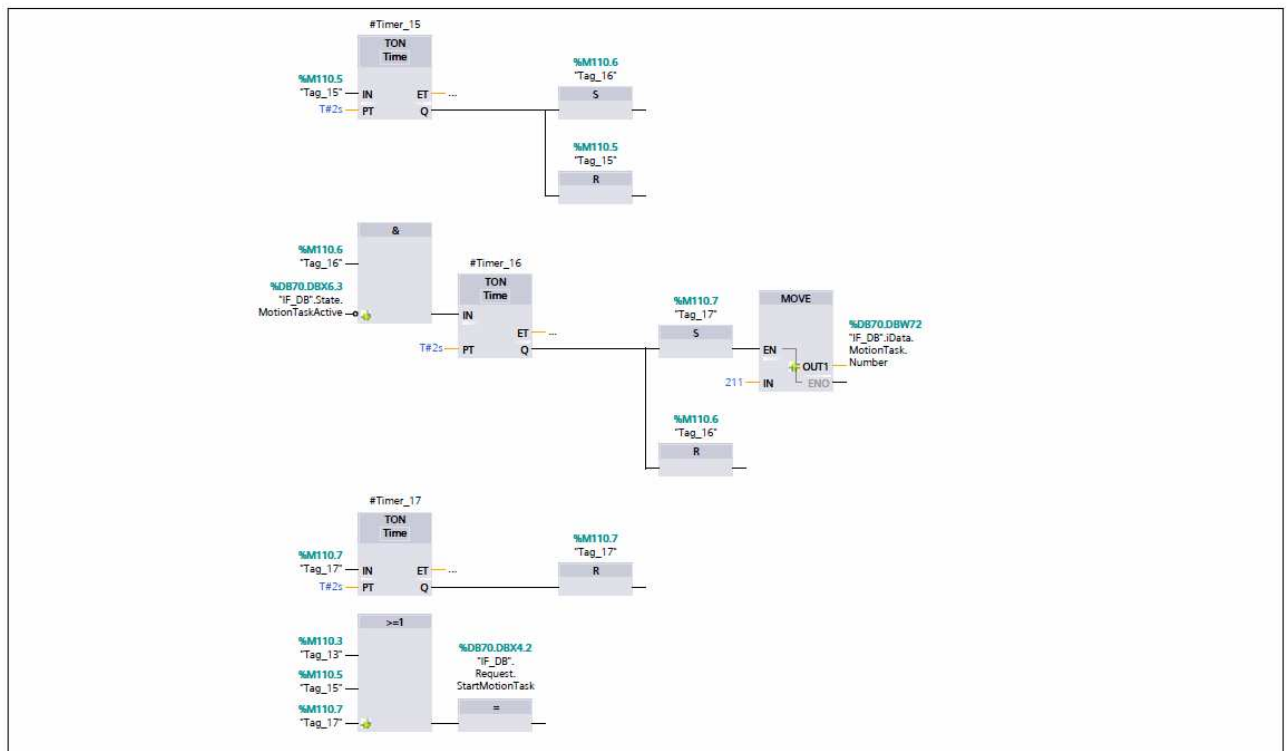 #Timer_15
TON
Time
%M110.5
"Tag_15"
IN
ET
...
T#2s
PT
Q
%M110.6
"Tag_16"
S
%M110.5
"Tag_15"
R
&
%M110.6
"Tag_16"
%DB70.DBX6.3
"IF_DB".State.
MotionTaskActive
#Timer_16
TON
Time
IN
ET
...
T#2s
PT
Q
%M110.7
"Tag_17"
S
MOVE
EN
OUT1
211
IN
ENO
%DB70.DBW72
"IF_DB".iData.
MotionTask.
Number
%M110.6
"Tag_16"
R
#Timer_17
TON
Time
%M110.7
"Tag_17"
IN
ET
...
T#2s
PT
Q
%M110.7
"Tag_17"
R
>=1
%M110.3
"Tag_13"
%M110.5
"Tag_15"
%M110.7
"Tag_17"
%DB70.DBX4.2
"IF_DB".
Request.
StartMotionTask
=